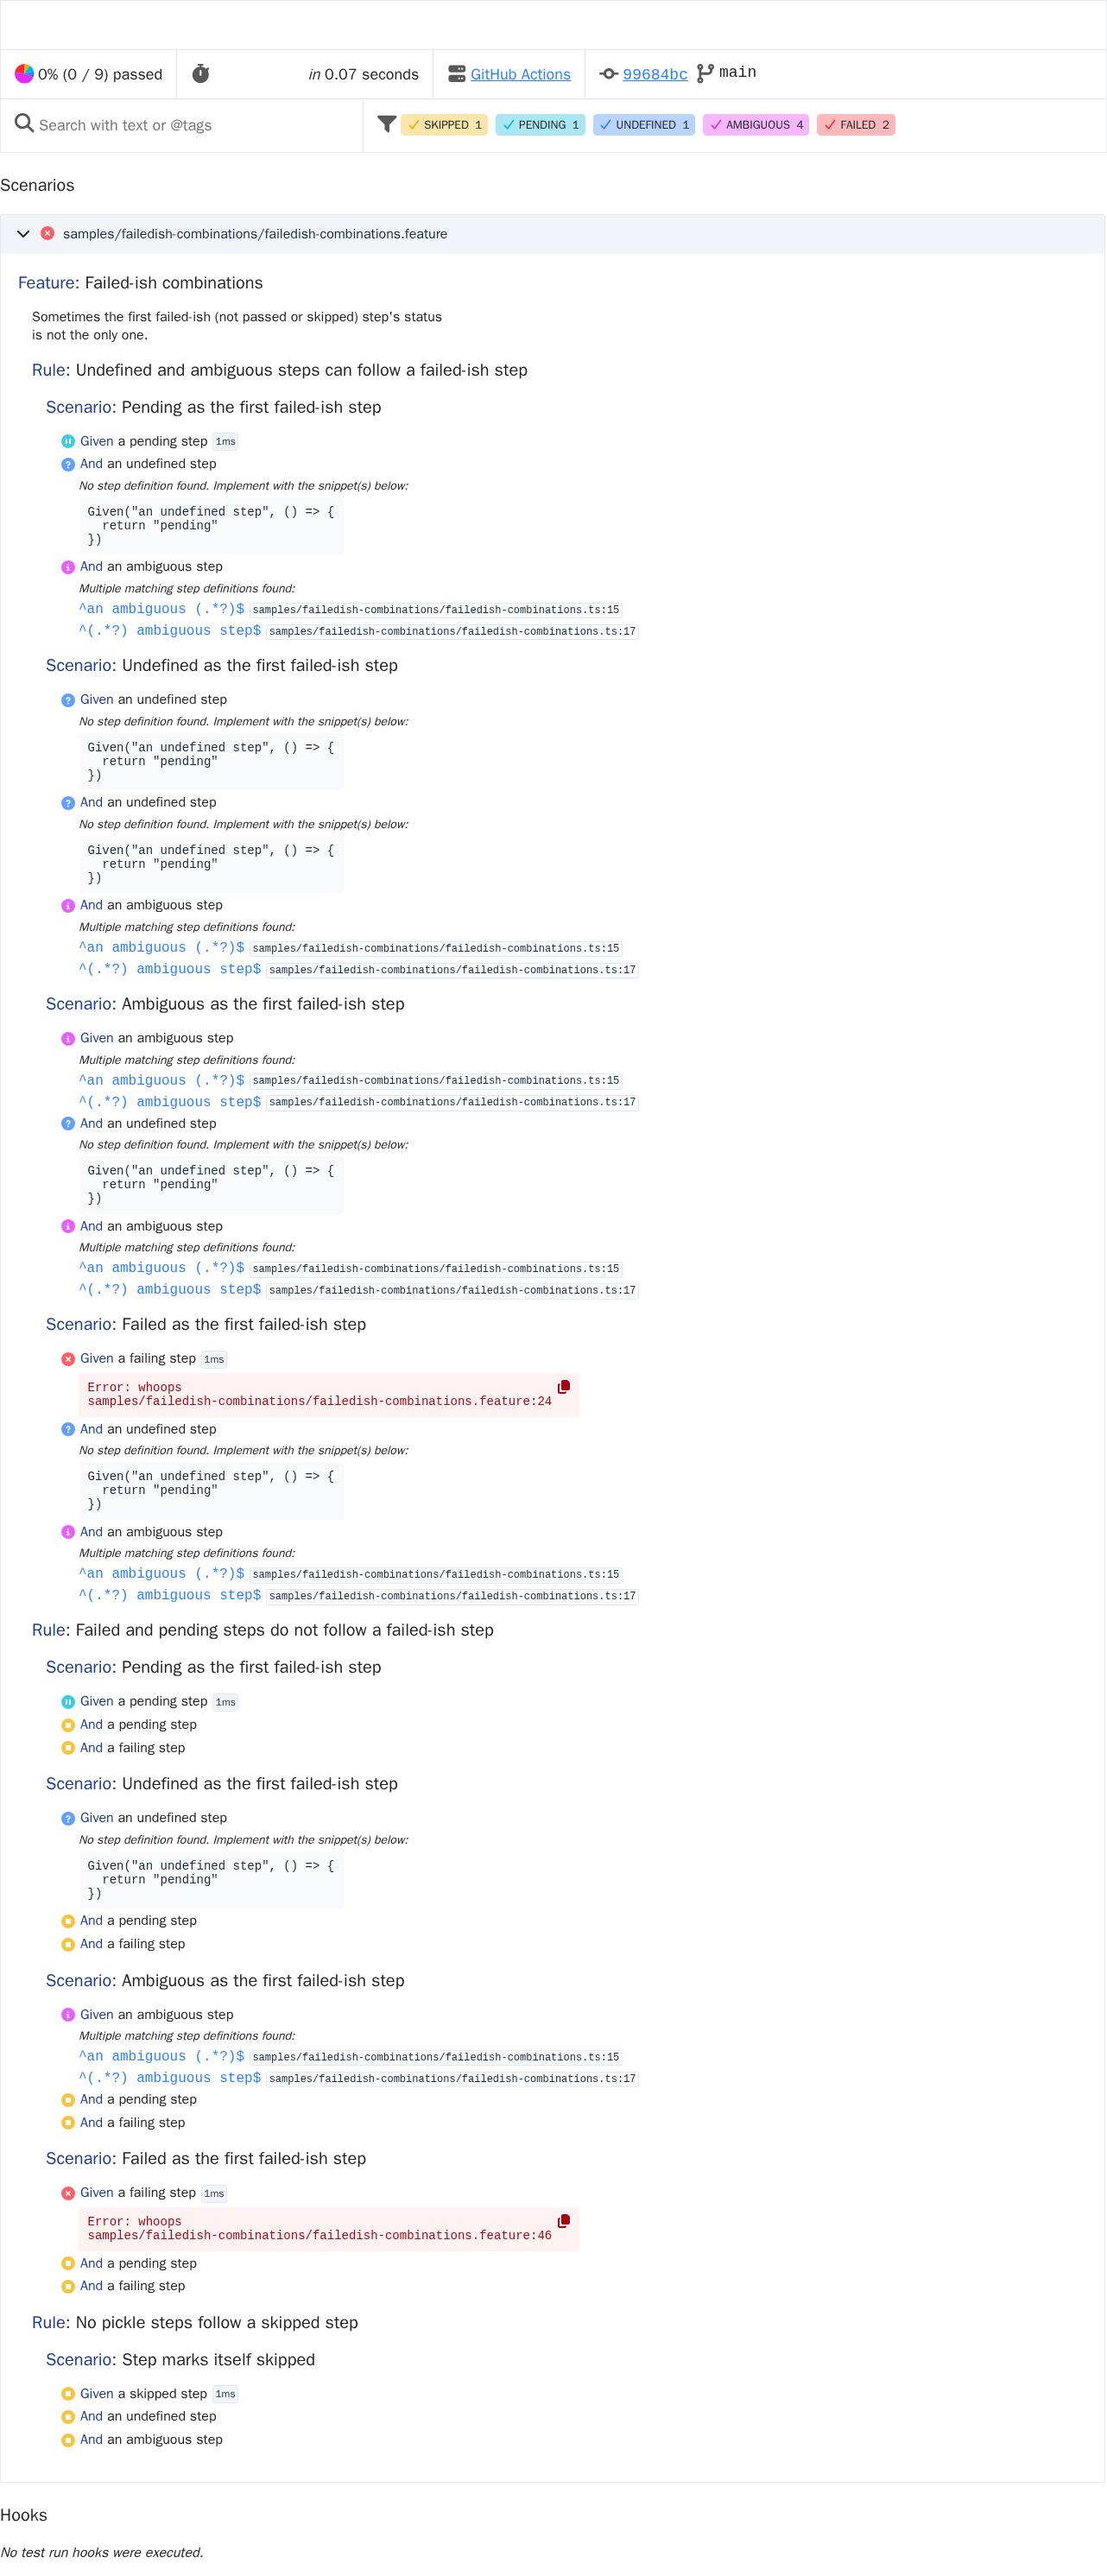 0% (0 / 9) passed
in 0.07 seconds
GitHub Actions
99684bc main
Search with text or @tags
SKIPPED 1 PENDING 1 UNDEFINED 1 AMBIGUOUS 4 FAILED 2
Scenarios
samples/failedish-combinations/failedish-combinations.feature
Feature: Failed-ish combinations
Sometimes the first failed-ish (not passed or skipped) step's status
is not the only one.
Rule: Undefined and ambiguous steps can follow a failed-ish step
Scenario: Pending as the first failed-ish step
Given a pending step 1ms
And an undefined step
No step definition found. Implement with the snippet(s) below:
Given("an undefined step", () => {
  return "pending"
})
And an ambiguous step
Multiple matching step definitions found:
^an ambiguous (.*?)$ samples/failedish-combinations/failedish-combinations.ts:15
^(.*?) ambiguous step$ samples/failedish-combinations/failedish-combinations.ts:17
Scenario: Undefined as the first failed-ish step
Given an undefined step
No step definition found. Implement with the snippet(s) below:
Given("an undefined step", () => {
  return "pending"
})
And an undefined step
No step definition found. Implement with the snippet(s) below:
Given("an undefined step", () => {
  return "pending"
})
And an ambiguous step
Multiple matching step definitions found:
^an ambiguous (.*?)$ samples/failedish-combinations/failedish-combinations.ts:15
^(.*?) ambiguous step$ samples/failedish-combinations/failedish-combinations.ts:17
Scenario: Ambiguous as the first failed-ish step
Given an ambiguous step
Multiple matching step definitions found:
^an ambiguous (.*?)$ samples/failedish-combinations/failedish-combinations.ts:15
^(.*?) ambiguous step$ samples/failedish-combinations/failedish-combinations.ts:17
And an undefined step
No step definition found. Implement with the snippet(s) below:
Given("an undefined step", () => {
  return "pending"
})
And an ambiguous step
Multiple matching step definitions found:
^an ambiguous (.*?)$ samples/failedish-combinations/failedish-combinations.ts:15
^(.*?) ambiguous step$ samples/failedish-combinations/failedish-combinations.ts:17
Scenario: Failed as the first failed-ish step
Given a failing step 1ms
Error: whoops
samples/failedish-combinations/failedish-combinations.feature:24
And an undefined step
No step definition found. Implement with the snippet(s) below:
Given("an undefined step", () => {
  return "pending"
})
And an ambiguous step
Multiple matching step definitions found:
^an ambiguous (.*?)$ samples/failedish-combinations/failedish-combinations.ts:15
^(.*?) ambiguous step$ samples/failedish-combinations/failedish-combinations.ts:17
Rule: Failed and pending steps do not follow a failed-ish step
Scenario: Pending as the first failed-ish step
Given a pending step 1ms
And a pending step
And a failing step
Scenario: Undefined as the first failed-ish step
Given an undefined step
No step definition found. Implement with the snippet(s) below:
Given("an undefined step", () => {
  return "pending"
})
And a pending step
And a failing step
Scenario: Ambiguous as the first failed-ish step
Given an ambiguous step
Multiple matching step definitions found:
^an ambiguous (.*?)$ samples/failedish-combinations/failedish-combinations.ts:15
^(.*?) ambiguous step$ samples/failedish-combinations/failedish-combinations.ts:17
And a pending step
And a failing step
Scenario: Failed as the first failed-ish step
Given a failing step 1ms
Error: whoops
samples/failedish-combinations/failedish-combinations.feature:46
And a pending step
And a failing step
Rule: No pickle steps follow a skipped step
Scenario: Step marks itself skipped
Given a skipped step 1ms
And an undefined step
And an ambiguous step
Hooks
No test run hooks were executed.